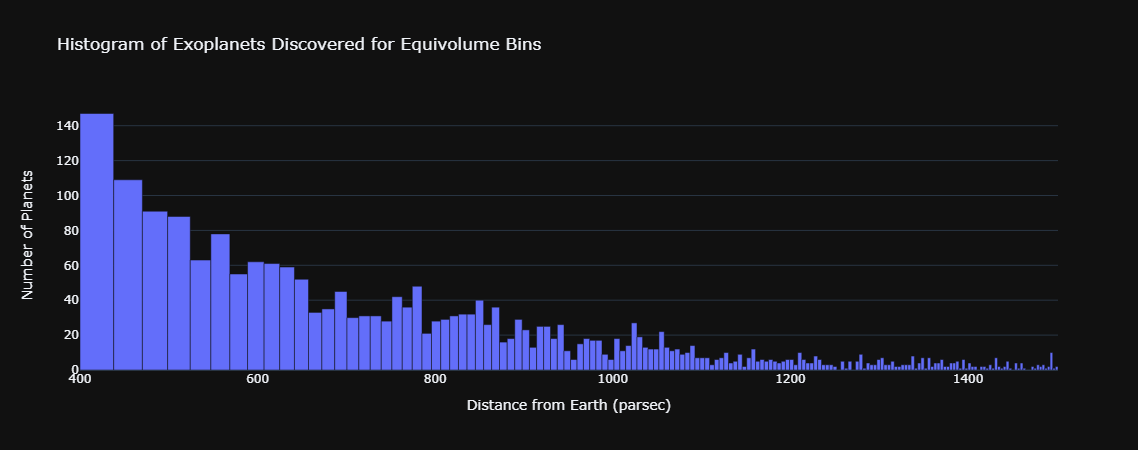 Histogram of Exoplanets Discovered for Equivolume Bins
140
120
100
80
60
40
20
0
400 600 800 1000 1200 1400
Number of Planets
Distance from Earth (parsec)